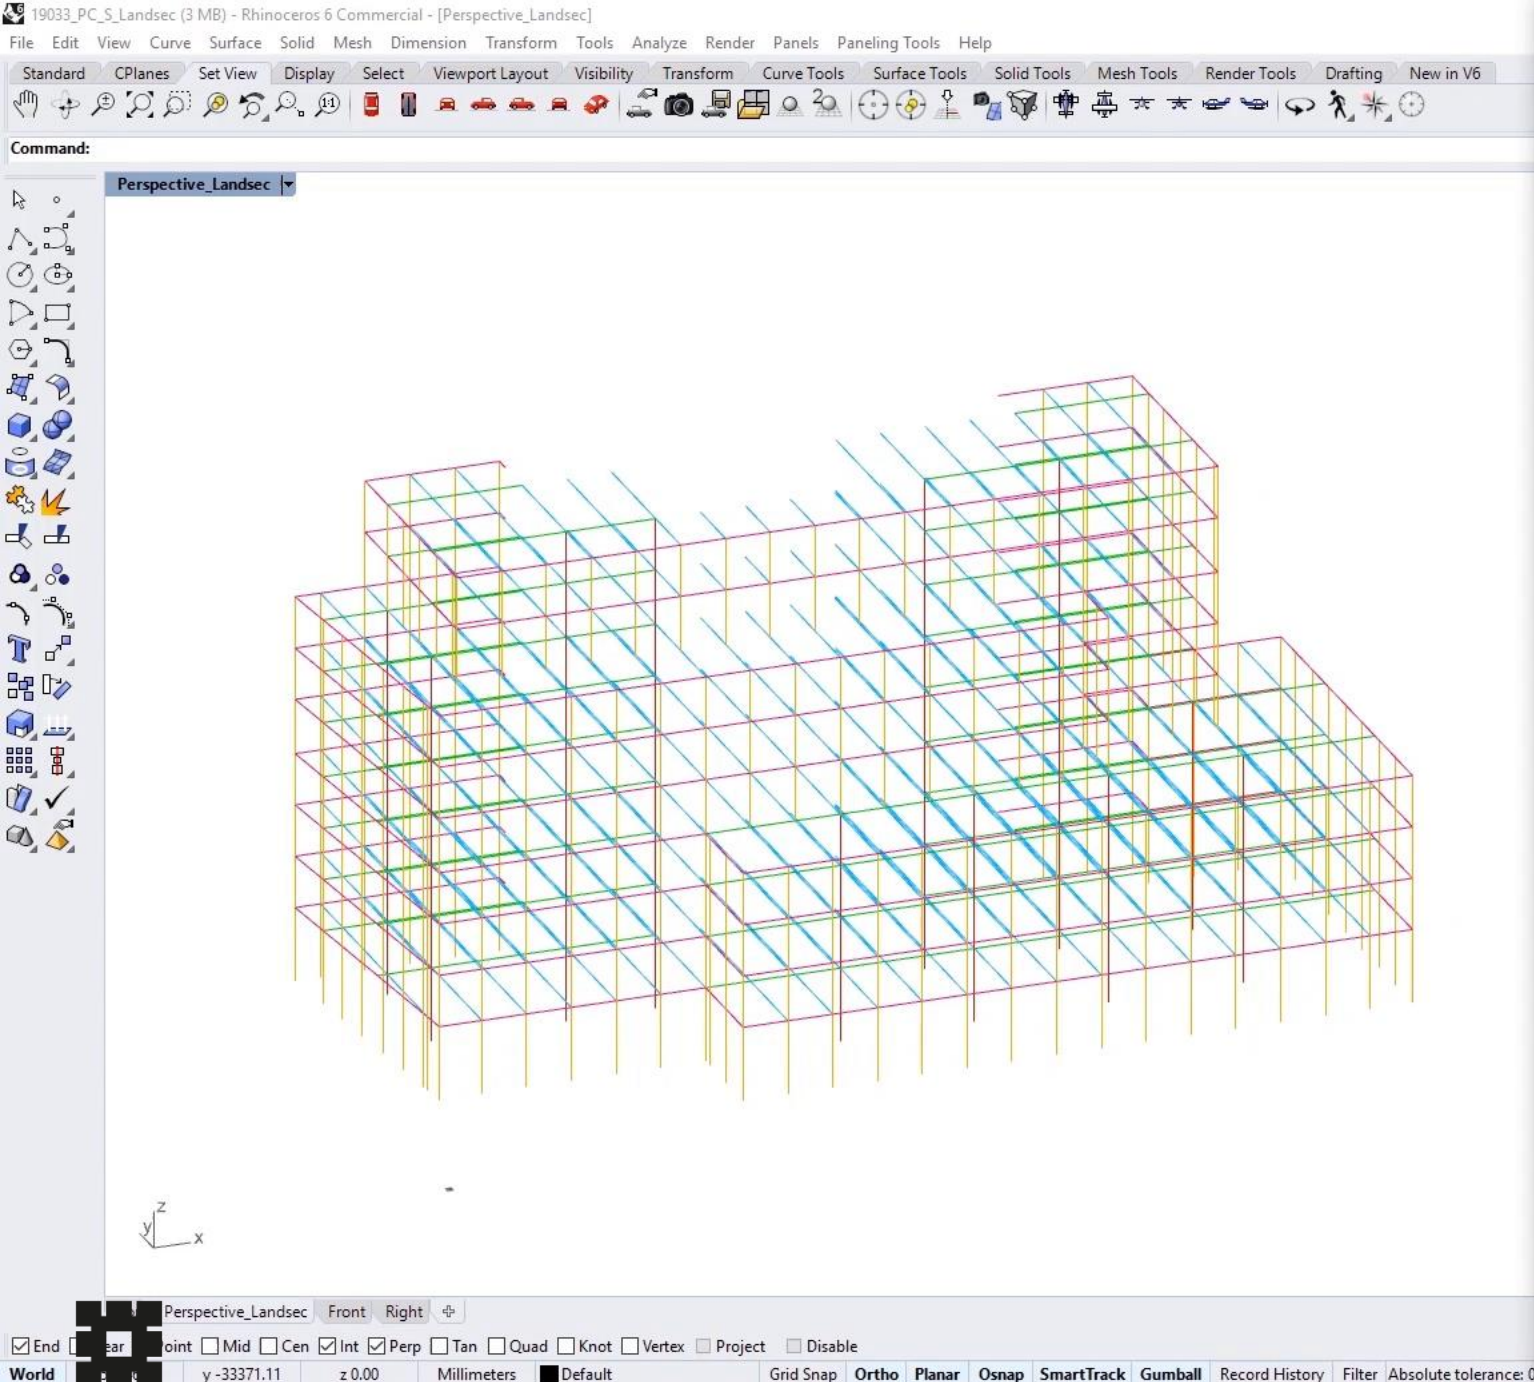 19033_PC_S_Landsec (3 MB) - Rhinoceros 6 Commercial - [Perspective_Landsec]
File Edit View Curve Surface Solid Mesh Dimension Transform Tools Analyze Render Panels Paneling Tools Help
Standard CPlanes Set View Display Select Viewport Layout Visibility Transform Curve Tools Surface Tools Solid Tools Mesh Tools Render Tools Drafting New in V6
Command:
Perspective_Landsec
z
y
x
Perspective_Landsec Front Right
End Mid Cen Int Perp Tan Quad Knot Vertex Project Disable
World y -33371.11 z 0.00 Millimeters Default Grid Snap Ortho Planar Osnap SmartTrack Gumball Record History Filter Absolute tolerance: